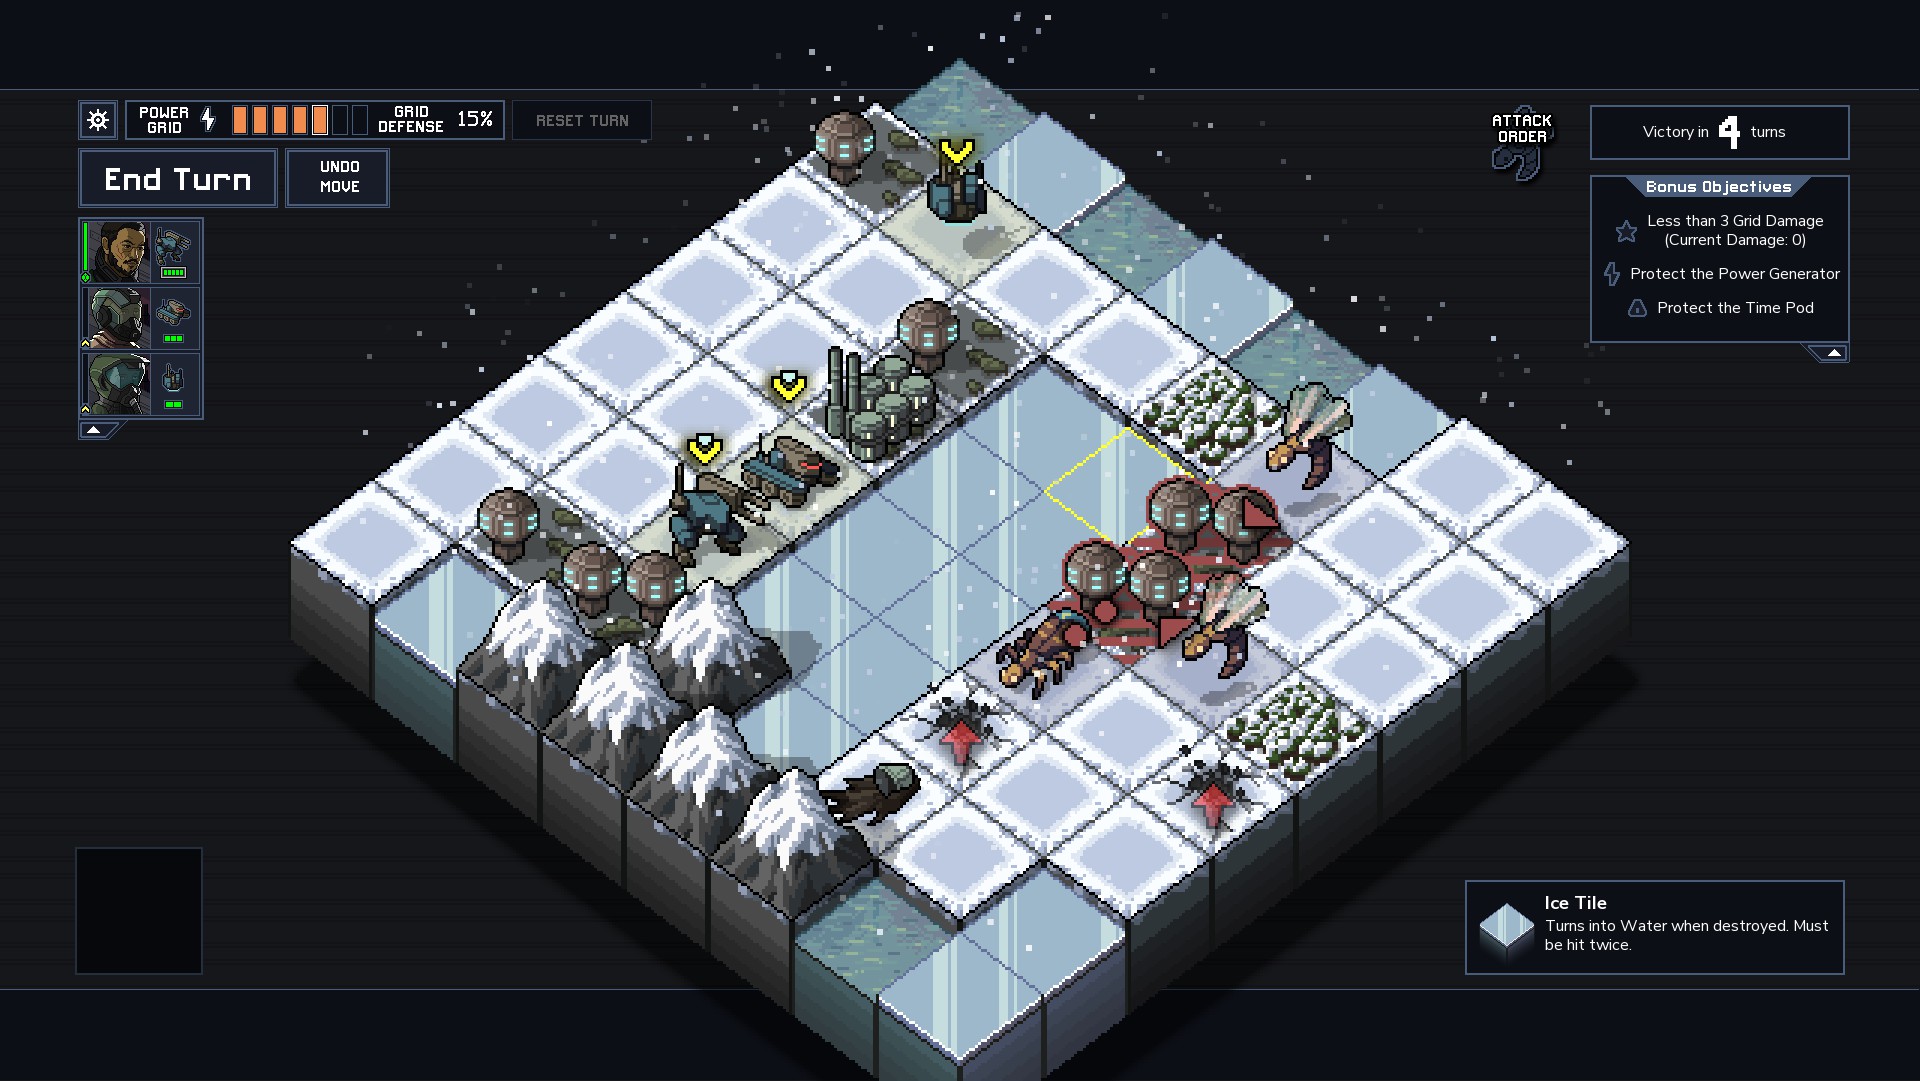 POWER
GRID
GRID
DEFENSE
15%
RESET TURN
End Turn
UNDO
MOVE
ATTACK
ORDER
Victory in 4 turns
Bonus Objectives
Less than 3 Grid Damage
(Current Damage: 0)
Protect the Power Generator
Protect the Time Pod
Ice Tile
Turns into Water when destroyed. Must
be hit twice.